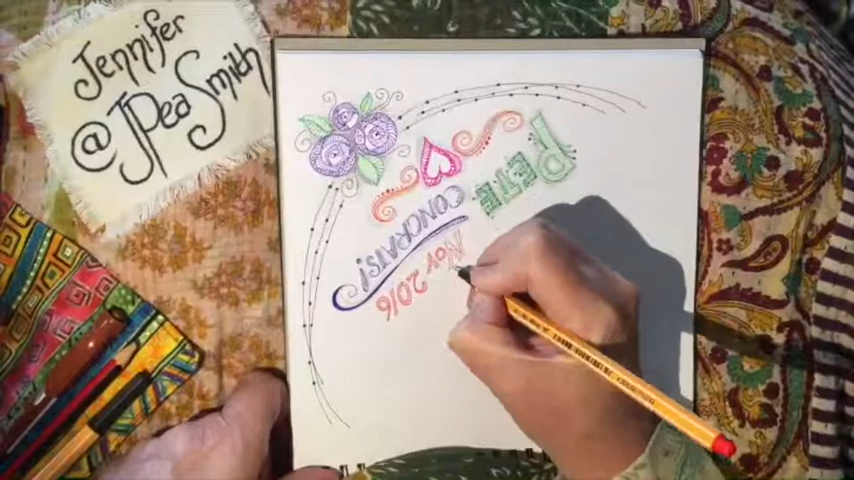 Jennifer
@JPeaSmith
PETE
CONGRATS!
Nov 2016